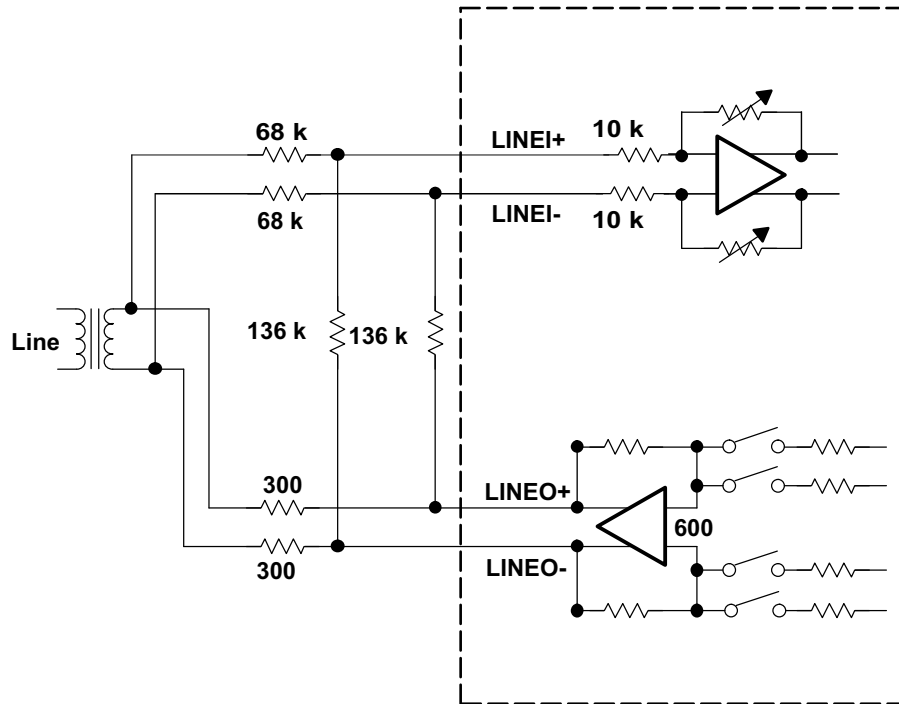 68 k
LINEI+
10 k
68 k
LINEI-
10 k
Line
136 k
136 k
300
LINEO+
600
300
LINEO-